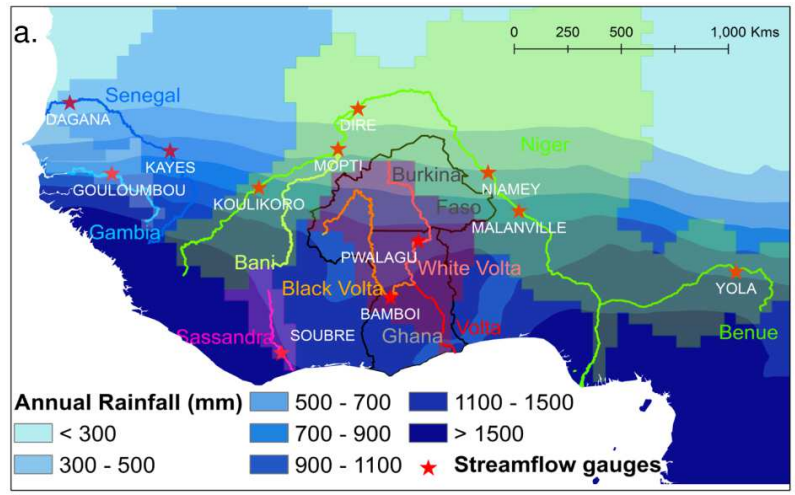 a.
0 250 500 1,000 Kms
Senegal
DAGANA
DIRE
Niger
KAYES
MOPTI
Burkina
NIAMEY
GOULOUMBOU
KOULIKORO
Faso
MALANVILLE
Gambia
Bani
PWALAGU
White Volta
Black Volta
YOLA
BAMBOI
Sassandra
SOUBRE
Ghana
Volta
Benue
Annual Rainfall (mm)
500 - 700
1100 - 1500
< 300
700 - 900
> 1500
300 - 500
900 - 1100
Streamflow gauges